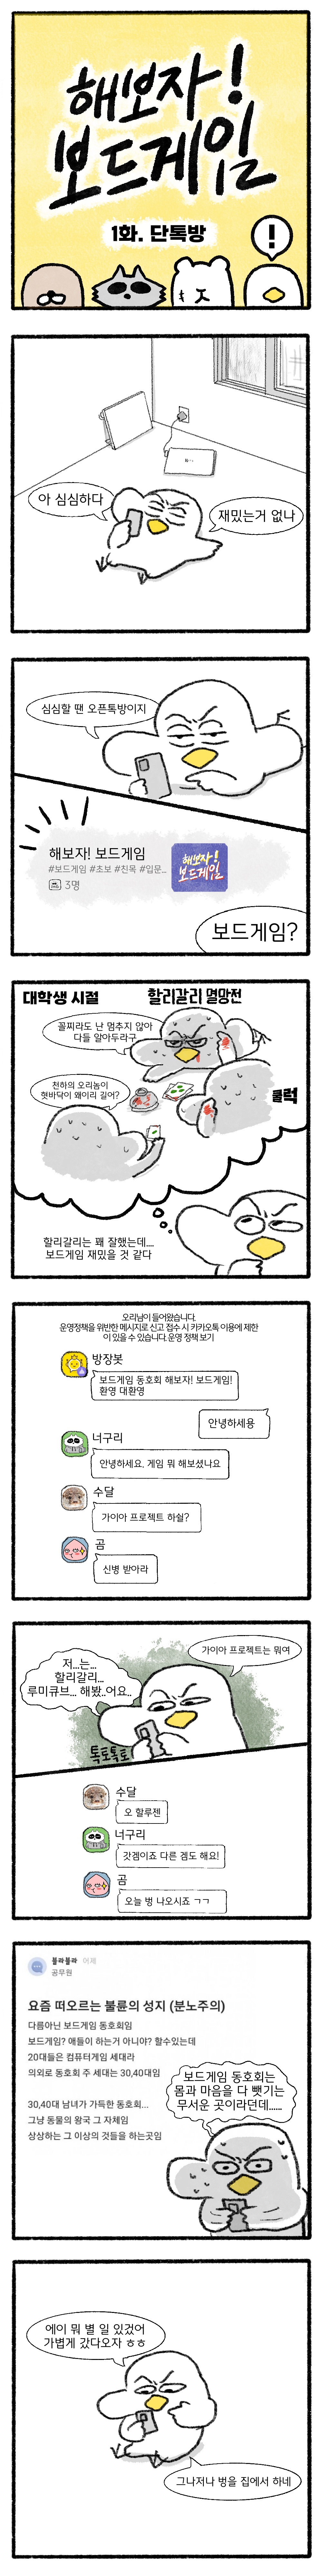 해보자!
보드게임
1화. 단톡방
!
아 심심하다
재밌는거 없나
심심할 땐 오픈톡방이지
해보자! 보드게임
#보드게임 #초보 #친목 #입문..
3명
해보자!
보드게임
보드게임?
대학생 시절
할리갈리 멸망전
꼴찌라도 난 멈추지 않아
다들 알아두라구
천하의 오리놈이
혓바닥이 왜이리 길어?
쿨럭
할리갈리는 꽤 잘했는데....
보드게임 재밌을 것 같다
오리님이 들어왔습니다.
운영정책을 위반한 메시지로 신고 접수 시 카카오톡 이용에 제한
이 있을 수 있습니다. 운영 정책 보기
방장봇
보드게임 동호회 해보자! 보드게임!
환영 대환영
안녕하세용
너구리
안녕하세요. 게임 뭐 해보셨나요
수달
가이아 프로젝트 하쉴?
곰
신병 받아라
가이아 프로젝트는 뭐여
저...는...
할리갈리...
루미큐브... 해봤..어요..
톡토톡토
수달
오 할루젠
너구리
갓겜이죠 다른 겜도 해요!
곰
오늘 벙 나오시죠 ㄱㄱ
블라블라 어제
공무원
요즘 떠오르는 불륜의 성지 (분노주의)
다름아닌 보드게임 동호회임
보드게임? 애들이 하는거 아니야? 할수있는데
20대들은 컴퓨터게임 세대라
의외로 동호회 주 세대는 30,40대임
30,40대 남녀가 가득한 동호회...
그냥 동물의 왕국 그 자체임
상상하는 그 이상의 것들을 하는곳임
보드게임 동호회는
몸과 마음을 다 뺏기는
무서운 곳이라던데......
에이 뭐 별 일 있겄어
가볍게 갔다오자 ㅎㅎ
그나저나 벙을 집에서 하네